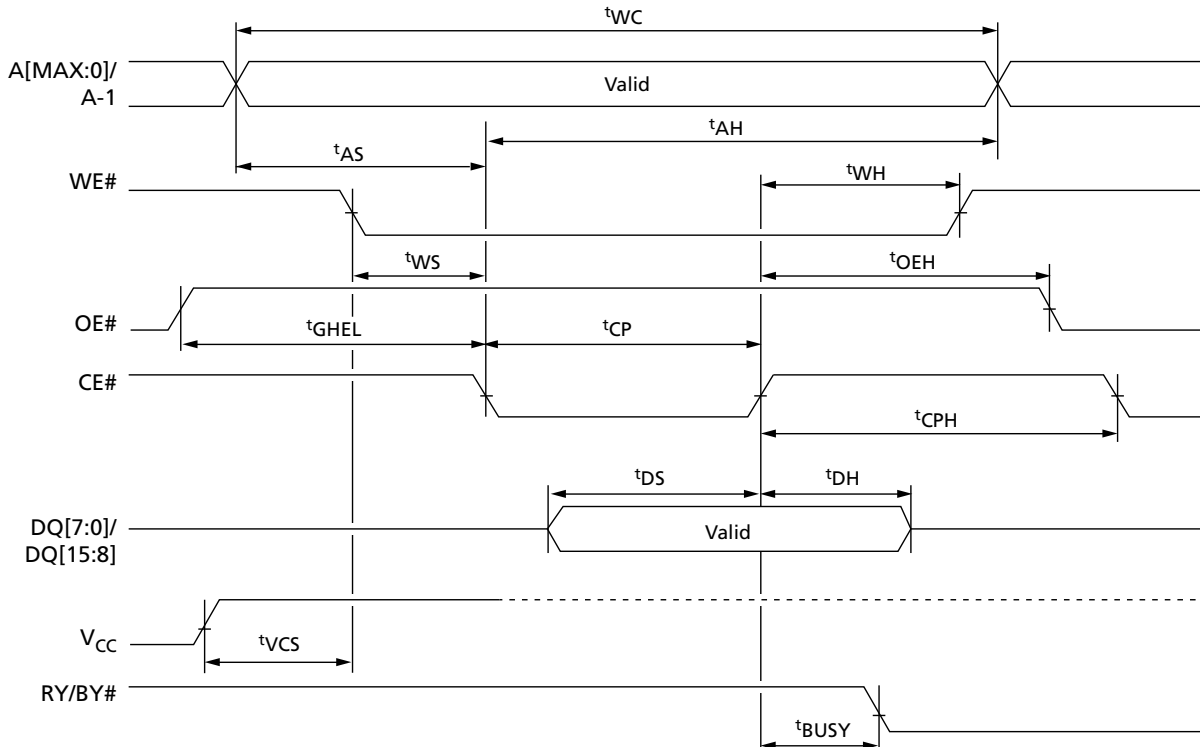 tWC
A[MAX:0]/
A-1
Valid
tAH
tAS
WE#
tWH
tWS
tOEH
OE#
tGHEL
tCP
CE#
tCPH
tDS
tDH
DQ[7:0]/
DQ[15:8]
Valid
VCC
tVCS
RY/BY#
tBUSY